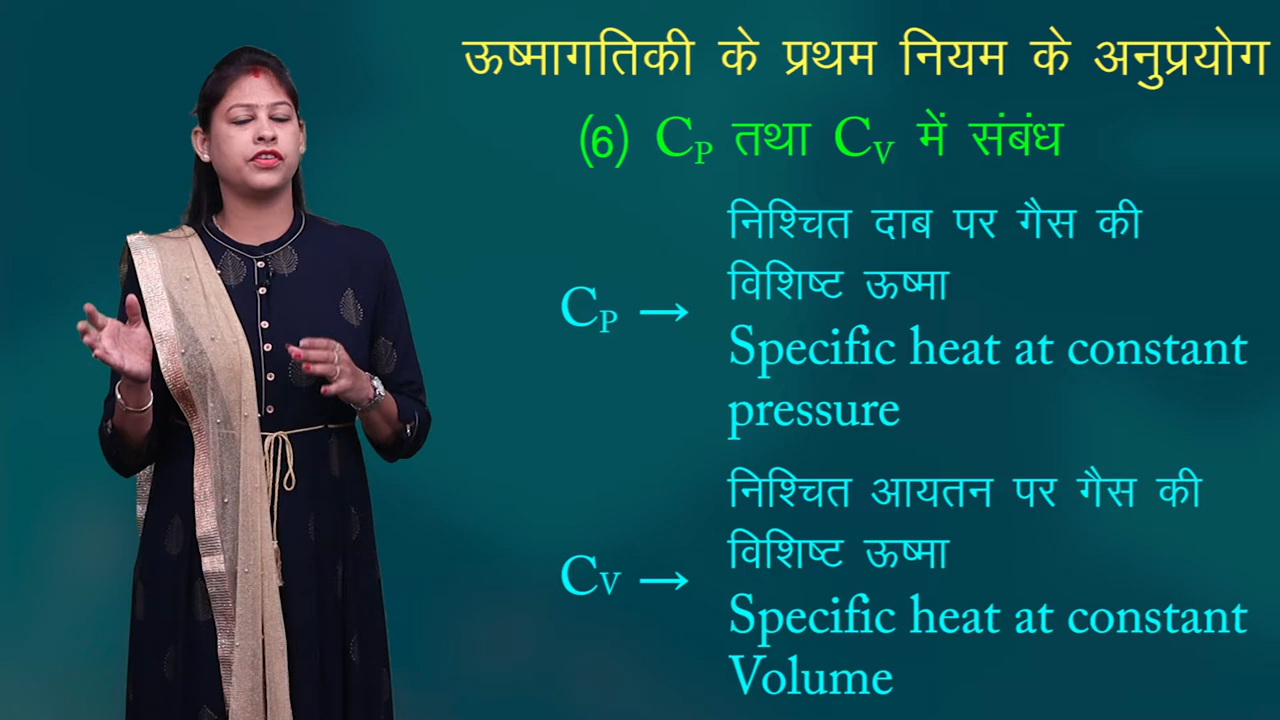 ऊष्मागतिकी के प्रथम नियम के अनुप्रयोग
(6) CP तथा CV में संबंध
निश्चित दाब पर गैस की
विशिष्ट ऊष्मा
CP →
Specific heat at constant
pressure
निश्चित आयतन पर गैस की
विशिष्ट ऊष्मा
CV →
Specific heat at constant
Volume